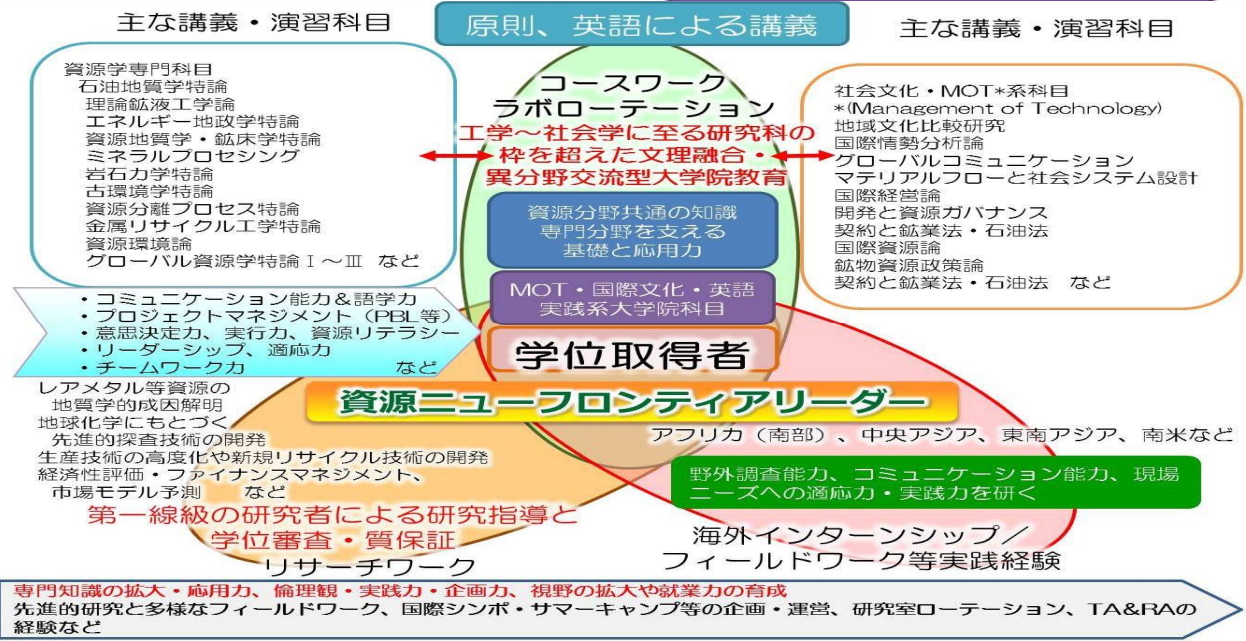 主な講義・演習科目
原則、英語による講義
主な講義・演習科目
資源学専門科目
石油地質学特論
理論鉱液工学論
エネルギー地政学特論
資源地質学・鉱床学特論
ミネラルプロセシング
岩石力学特論
古環境学特論
資源分離プロセス特論
金属リサイクル工学特論
資源環境論
グローバル資源学特論Ⅰ～Ⅲ など
コースワーク
ラボローテーション
工学～社会学に至る研究科の
枠を超えた文理融合・
異分野交流型大学院教育
資源分野共通の知識
専門分野を支える
基礎と応用力
MOT・国際文化・英語
実践系大学院科目
社会文化・MOT*系科目
*(Management of Technology)
地域文化比較研究
国際情勢分析論
グローバルコミュニケーション
マテリアルフローと社会システム設計
国際経営論
開発と資源ガバナンス
契約と鉱業法・石油法
国際資源論
鉱物資源政策論
契約と鉱業法・石油法 など
・コミュニケーション能力＆語学力
・プロジェクトマネジメント（PBL等）
・意思決定力、実行力、資源リテラシー
・リーダーシップ、適応力
・チームワーク力 など
学位取得者
資源ニューフロンティアリーダー
レアメタル等資源の
地質学的成因解明
地球化学にもとづく
先進的探査技術の開発
生産技術の高度化や新規リサイクル技術の開発
経済性評価・ファイナンスマネジメント、
市場モデル予測 など
第一線級の研究者による研究指導と
学位審査・質保証
リサーチワーク
アフリカ（南部）、中央アジア、東南アジア、南米など
野外調査能力、コミュニケーション能力、現場
ニーズへの適応力・実践力を研く
海外インターンシップ／
フィールドワーク等実践経験
専門知識の拡大・応用力、倫理観・実践力・企画力、視野の拡大や就業力の育成
先進的研究と多様なフィールドワーク、国際シンポ・サマーキャンプ等の企画・運営、研究室ローテーション、TA&RAの
経験など